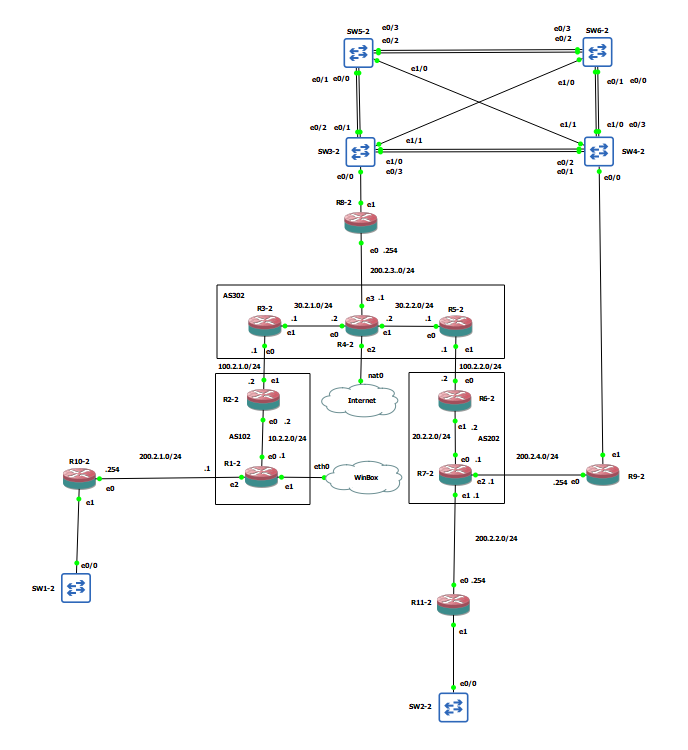 e0/3
e0/3
SW5-2
SW6-2
e0/2
e0/2
e1/0
e0/1 e0/0
e1/0
e0/1 e0/0
e0/2 e0/1
e1/1
e1/0 e0/3
e1/1
SW3-2
SW4-2
e1/0
e0/2
e0/3
e0/1
e0/0
e0/0
R8-2
e1
e0 .254
200.2.3..0/24
AS302
e3 .1
R3-2
30.2.1.0/24
30.2.2.0/24
R5-2
.1
.2
.2
.1
e1
e0
e1
e0
R4-2
.1
e0
e2
.1
e1
100.2.1.0/24
100.2.2.0/24
nat0
.2
e1
.2
e0
R2-2
Internet
R6-2
e0 .2
e1 .2
AS102
10.2.2.0/24
20.2.2.0/24
AS202
R10-2
200.2.1.0/24
R1-2
e0 .1
e0 .1
200.2.4.0/24
e1
.254
.1
eth0
R7-2
WinBox
R9-2
e0
e2
e1
e2 .1
.254 e0
e1
e1 .1
200.2.2.0/24
e0/0
SW1-2
e0 .254
R11-2
e1
e0/0
SW2-2